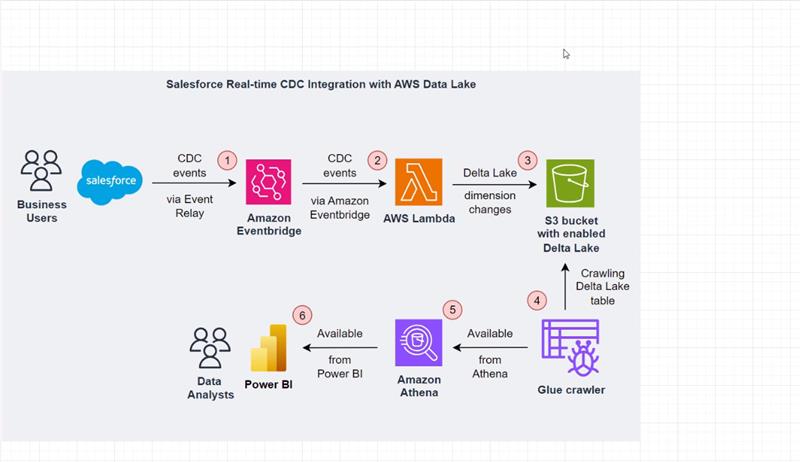 Salesforce Real-time CDC Integration with AWS Data Lake
Business
Users
salesforce
CDC
events
via Event
Relay
1
Amazon
Eventbridge
CDC
events
via Amazon
Eventbridge
2
AWS Lambda
Delta Lake
dimension
changes
3
S3 bucket
with enabled
Delta Lake
Crawling
Delta Lake
table
4
Glue crawler
Available
from
Athena
5
Amazon
Athena
Available
from
Power BI
6
Power BI
Data
Analysts